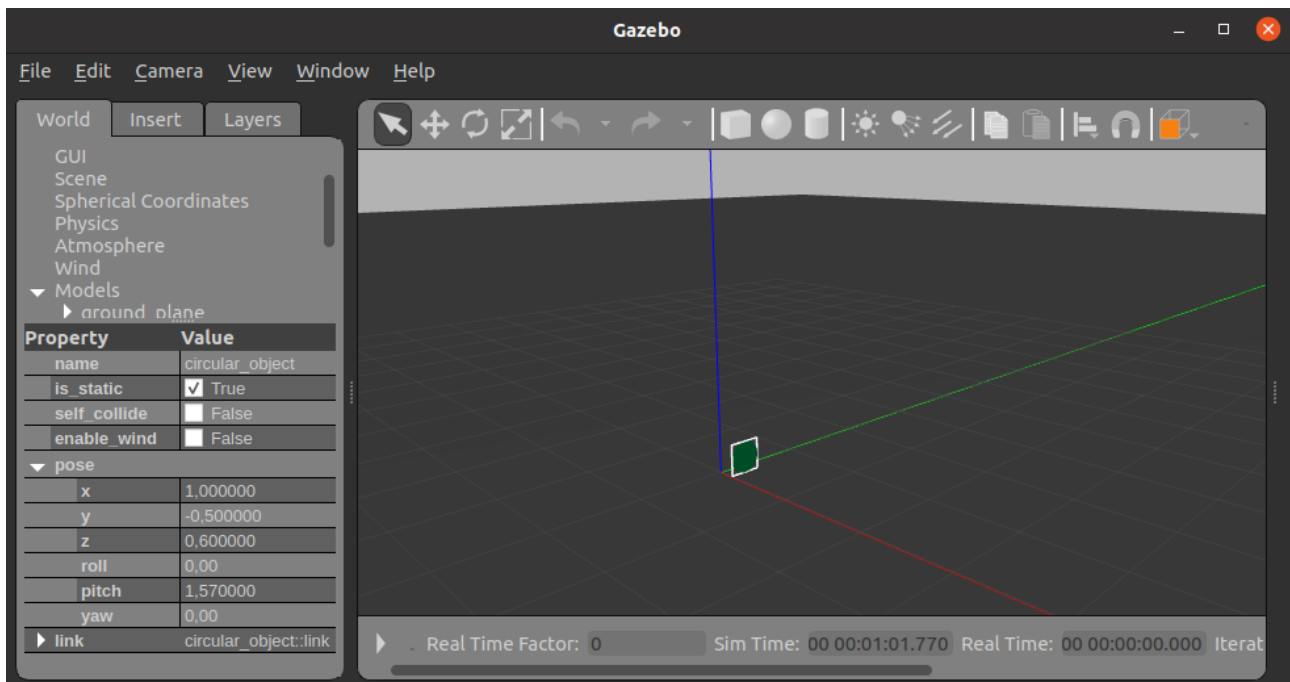 Gazebo
File Edit Camera View Window Help
World Insert Layers
GUI
Scene
Spherical Coordinates
Physics
Atmosphere
Wind
Models
ground_plane
Property Value
name circular_object
is_static True
self_collide False
enable_wind False
pose
x 1,000000
y -0,500000
z 0,600000
roll 0,00
pitch 1,570000
yaw 0,00
link circular_object::link
Real Time Factor: 0 Sim Time: 00 00:01:01.770 Real Time: 00 00:00:00.000 Iterat